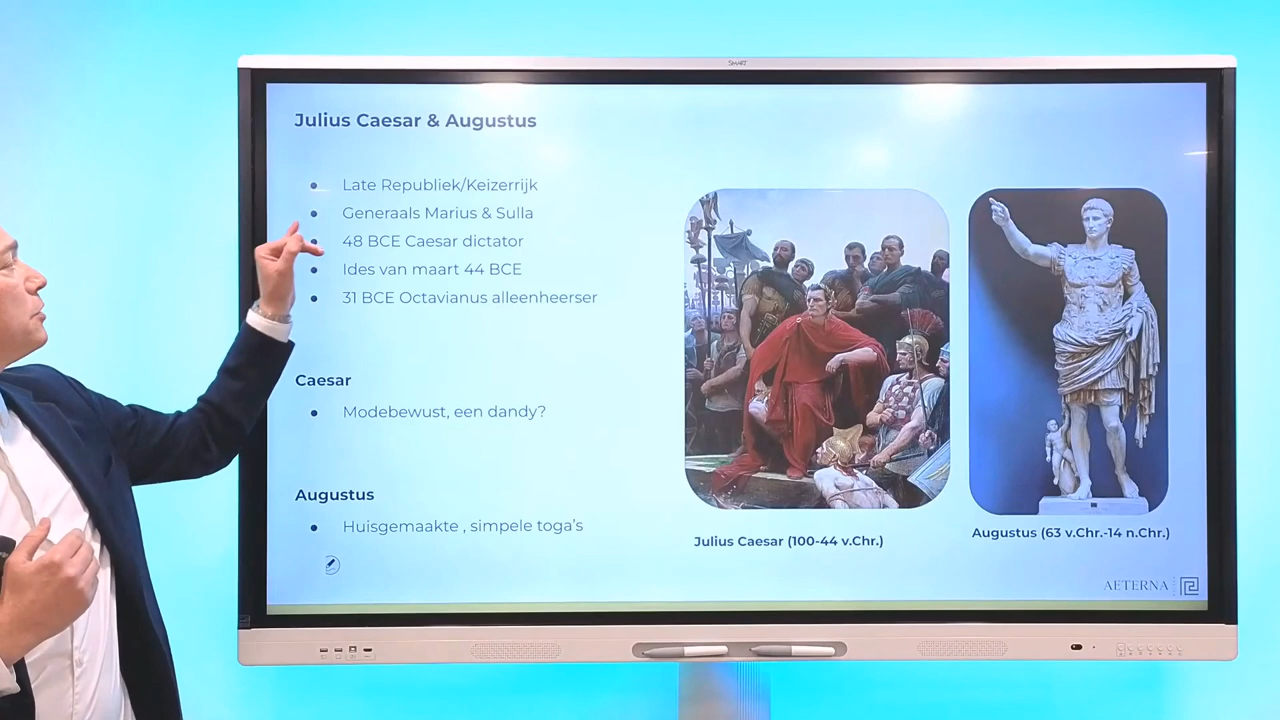 SMART
Julius Caesar & Augustus
Late Republiek/Keizerrijk
Generaals Marius & Sulla
48 BCE Caesar dictator
Ides van maart 44 BCE
31 BCE Octavianus alleenheerser
Caesar
Modebewust, een dandy?
Augustus
Huisgemaakte , simpele toga's
Julius Caesar (100-44 v.Chr.)
Augustus (63 v.Chr.-14 n.Chr.)
AETERNA